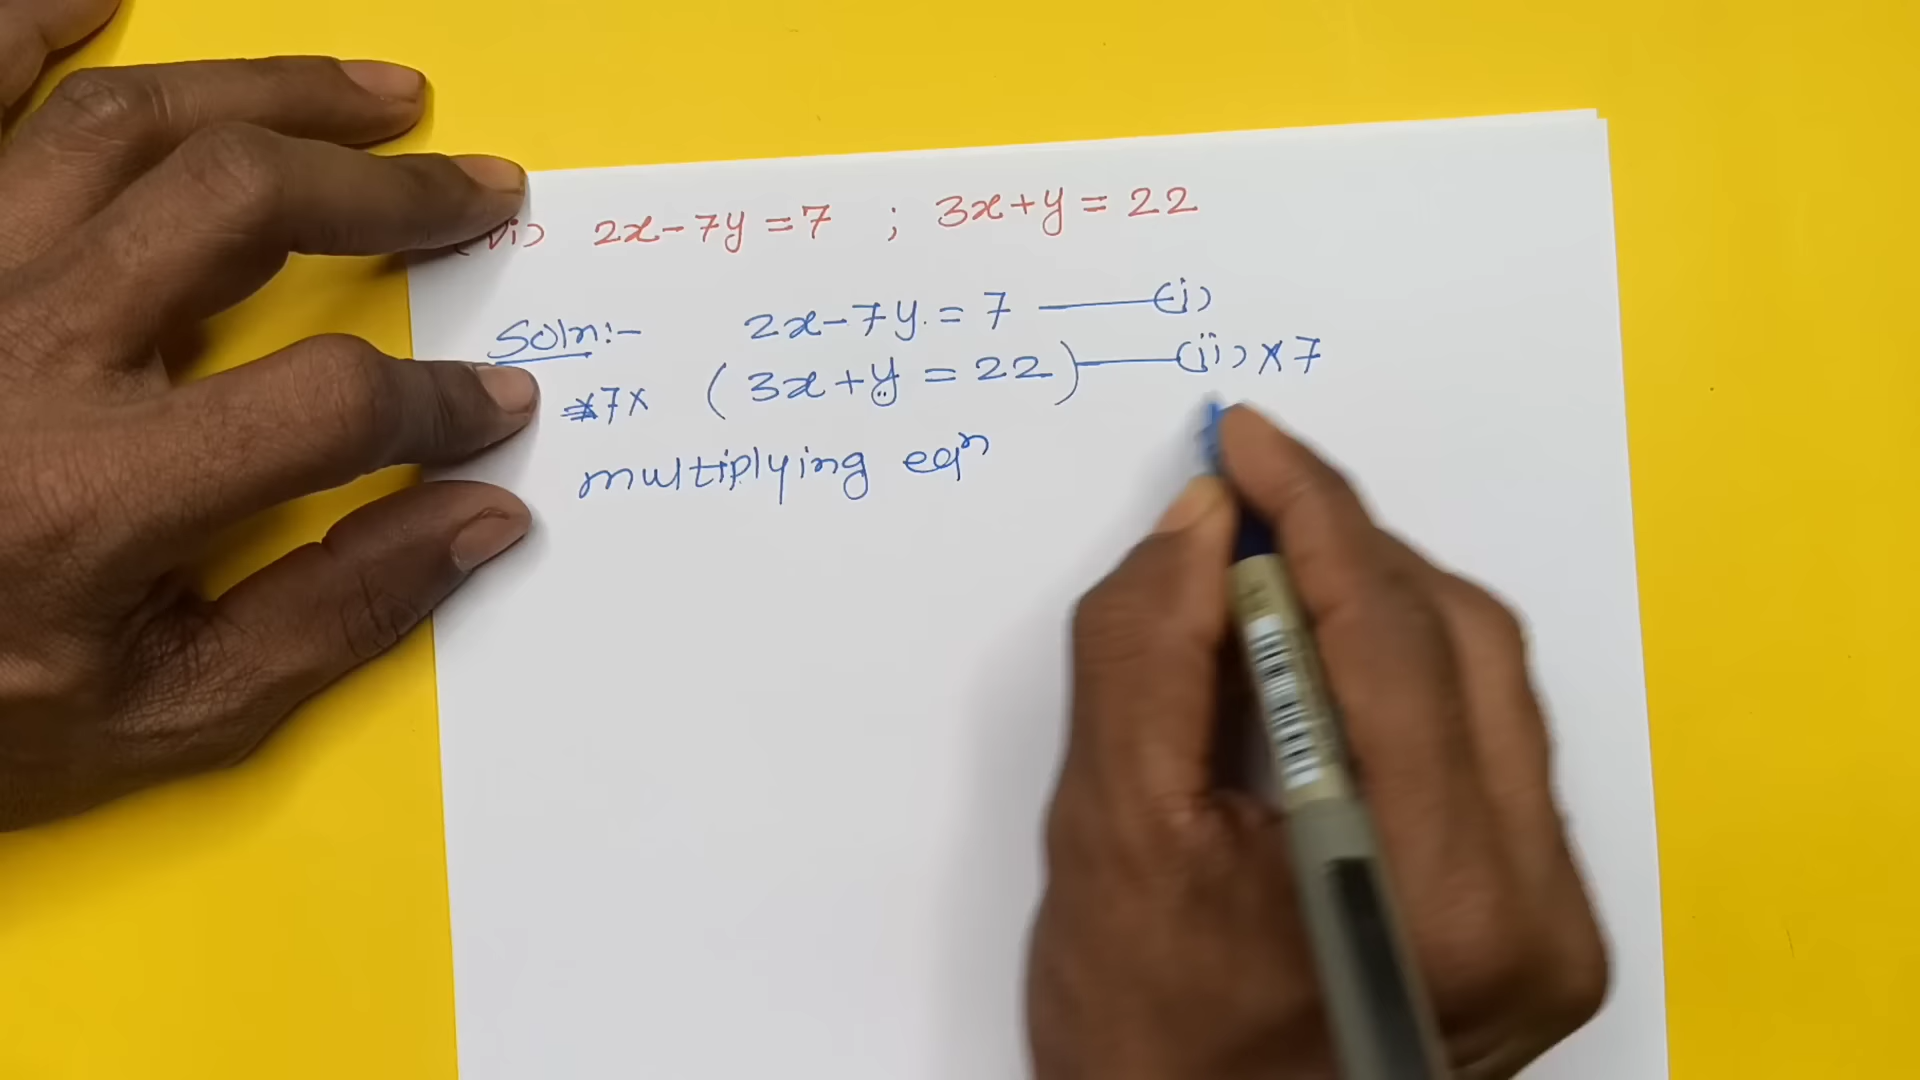 (vi) 2x-7y=7 ; 3x+y=22
Soln:- 2x-7y=7 —(i)
7x (3x+y=22) —(ii)x7
multiplying eqⁿ